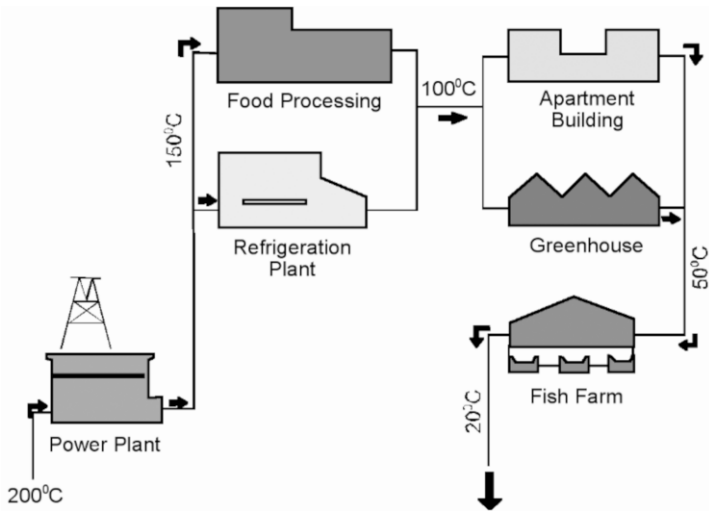 Food Processing
150⁰C
100⁰C
Apartment
Building
Refrigeration
Plant
Greenhouse
50⁰C
Power Plant
200⁰C
Fish Farm
20⁰C